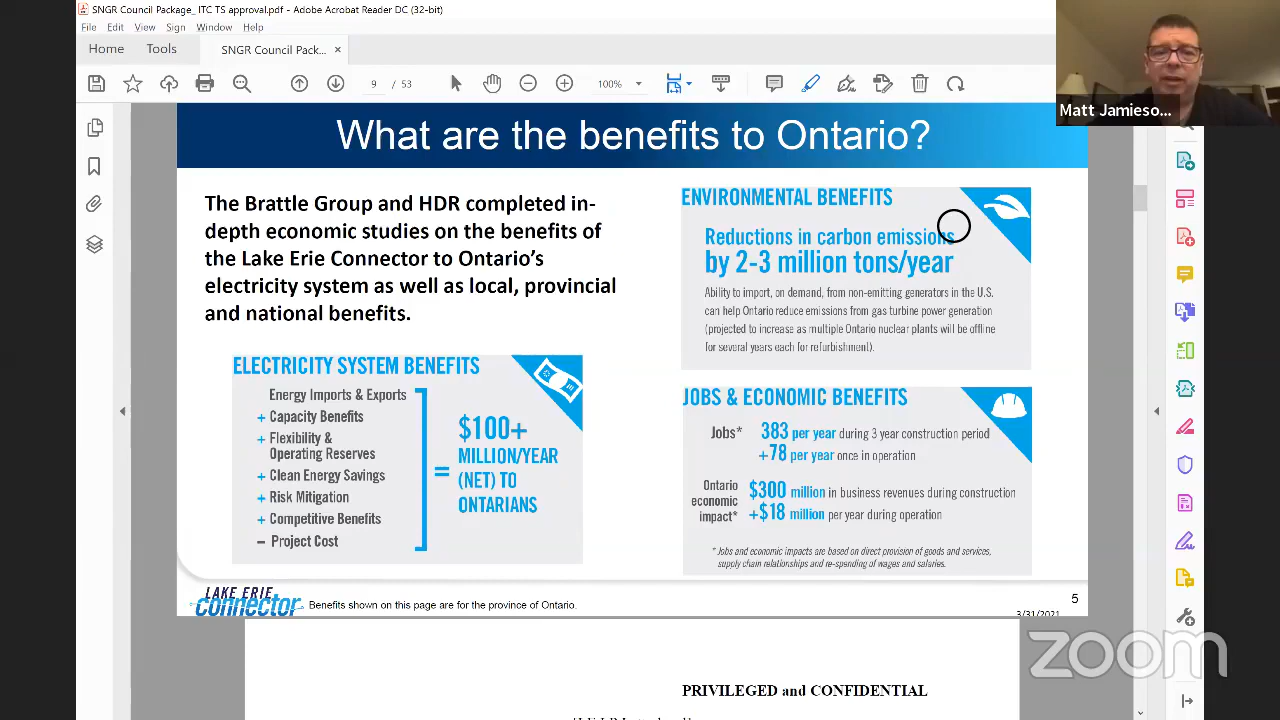 SNGR Council Package_ ITC TS approval.pdf - Adobe Acrobat Reader DC (32-bit)
File Edit View Sign Window Help
Home Tools SNGR Council Pack... ×
9 / 53 100%
Matt Jamieso...
What are the benefits to Ontario?
The Brattle Group and HDR completed in-
depth economic studies on the benefits of
the Lake Erie Connector to Ontario's
electricity system as well as local, provincial
and national benefits.
ELECTRICITY SYSTEM BENEFITS
Energy Imports & Exports
+ Capacity Benefits
+ Flexibility &
Operating Reserves
+ Clean Energy Savings
+ Risk Mitigation
+ Competitive Benefits
– Project Cost
=
$100+
MILLION/YEAR
(NET) TO
ONTARIANS
ENVIRONMENTAL BENEFITS
Reductions in carbon emissions
by 2-3 million tons/year
Ability to import, on demand, from non-emitting generators in the U.S.
can help Ontario reduce emissions from gas turbine power generation
(projected to increase as multiple Ontario nuclear plants will be offline
for several years each for refurbishment).
JOBS & ECONOMIC BENEFITS
Jobs* 383 per year during 3 year construction period
+78 per year once in operation
Ontario
economic
impact*
$300 million in business revenues during construction
+$18 million per year during operation
* Jobs and economic impacts are based on direct provision of goods and services,
supply chain relationships and re-spending of wages and salaries.
LAKE ERIE
connector
Benefits shown on this page are for the province of Ontario.
5
3/31/2021
zoom
PRIVILEGED and CONFIDENTIAL